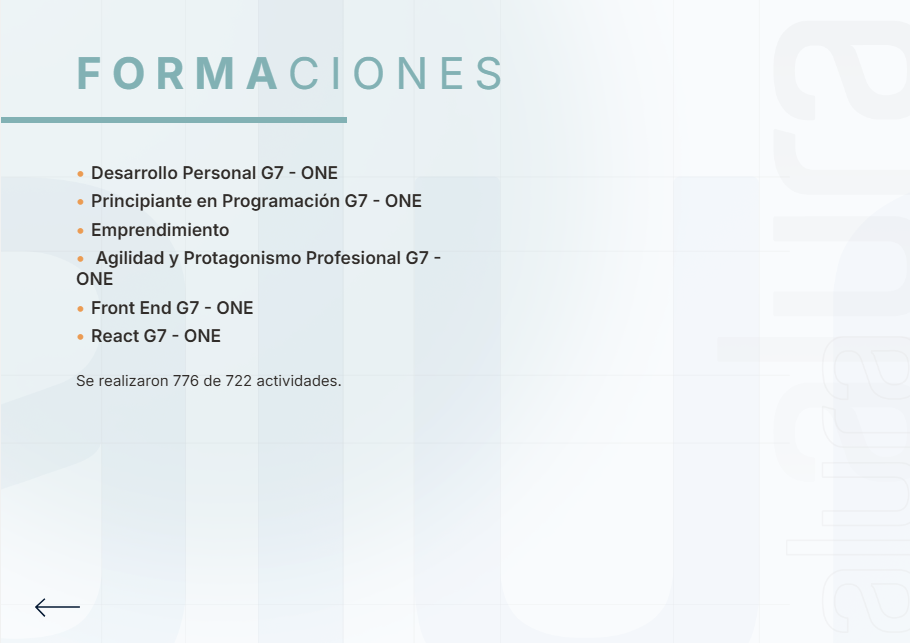 FORMACIONES
• Desarrollo Personal G7 - ONE
• Principiante en Programación G7 - ONE
• Emprendimiento
• Agilidad y Protagonismo Profesional G7 -
ONE
• Front End G7 - ONE
• React G7 - ONE
Se realizaron 776 de 722 actividades.
alura
alura